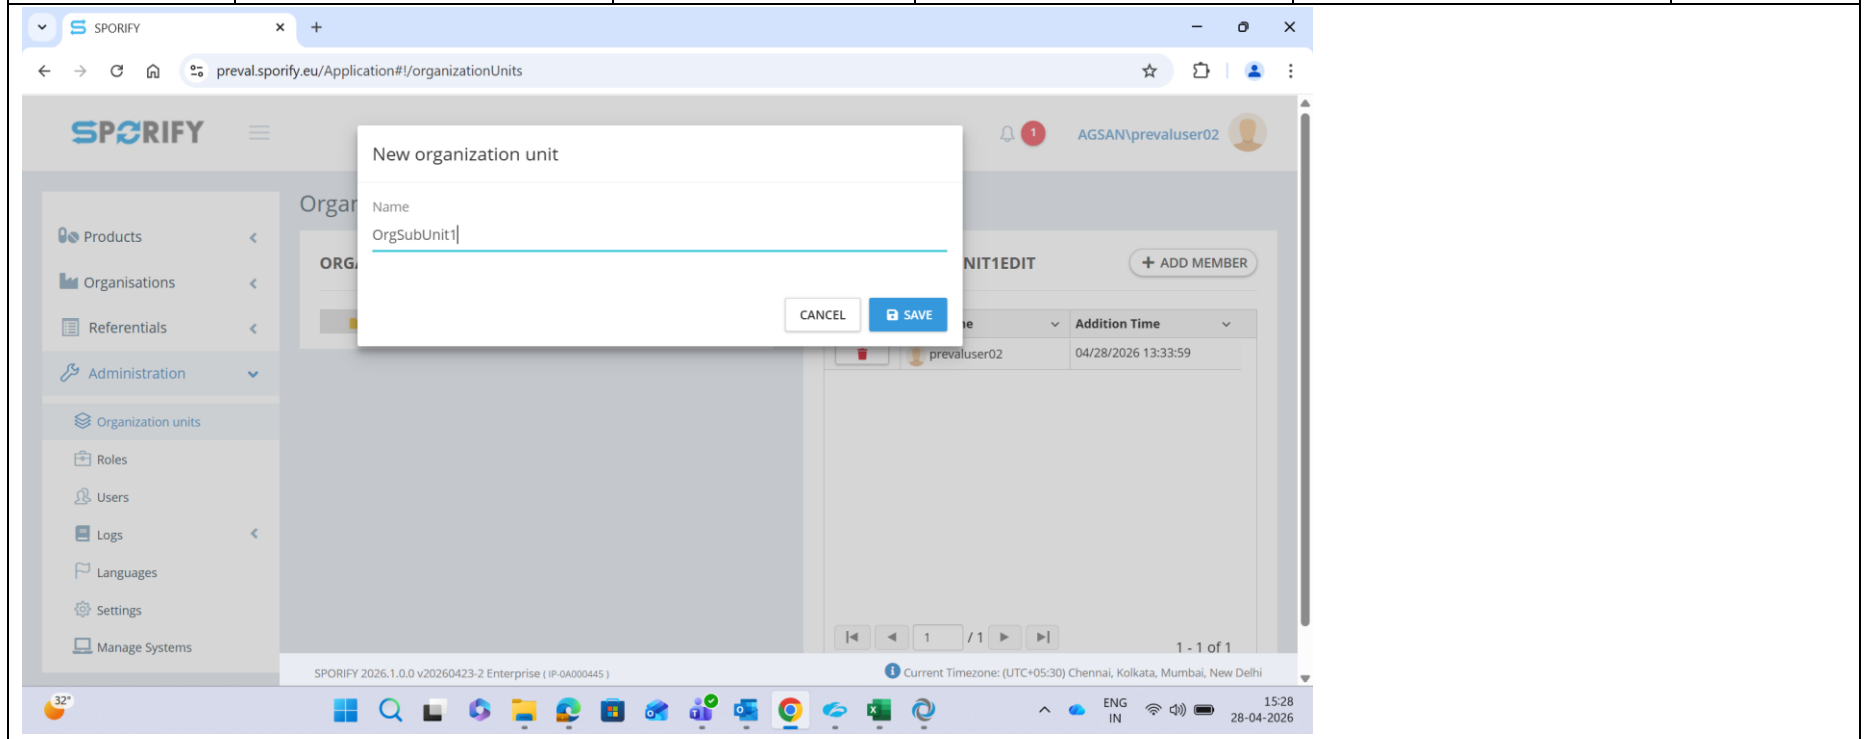 SPORIFY
preval.sporify.eu/Application#!/organizationUnits
SPORIFY
1
AGSAN\prevaluser02
New organization unit
Name
OrgSubUnit1
CANCEL
SAVE
Products
Organisations
Referentials
Administration
Organization units
Roles
Users
Logs
Languages
Settings
Manage Systems
NIT1EDIT
+ ADD MEMBER
Addition Time
prevaluser02
04/28/2026 13:33:59
1 / 1
1 - 1 of 1
SPORIFY 2026.1.0.0 v20260423-2 Enterprise ( IP-0A000445 )
Current Timezone: (UTC+05:30) Chennai, Kolkata, Mumbai, New Delhi
32°
ENG
IN
15:28
28-04-2026